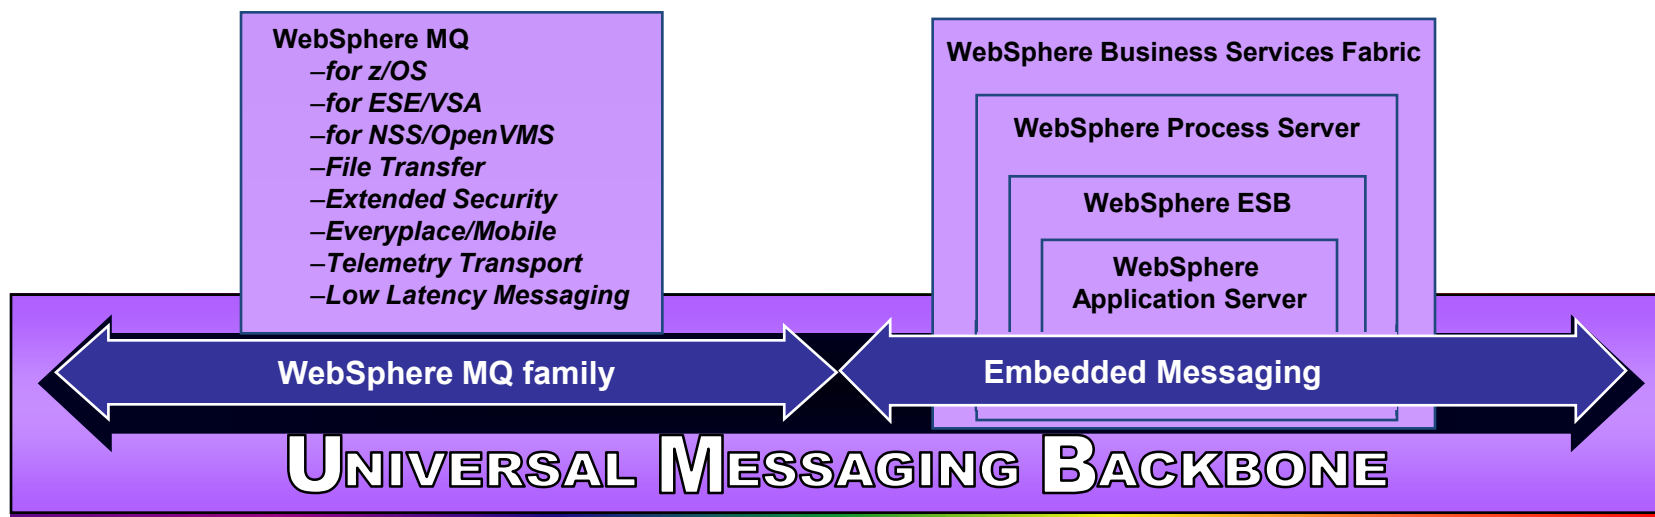 WebSphere MQ
–for z/OS
–for ESE/VSA
–for NSS/OpenVMS
–File Transfer
–Extended Security
–Everyplace/Mobile
–Telemetry Transport
–Low Latency Messaging
WebSphere Business Services Fabric
WebSphere Process Server
WebSphere ESB
WebSphere
Application Server
WebSphere MQ family
Embedded Messaging
UNIVERSAL MESSAGING BACKBONE